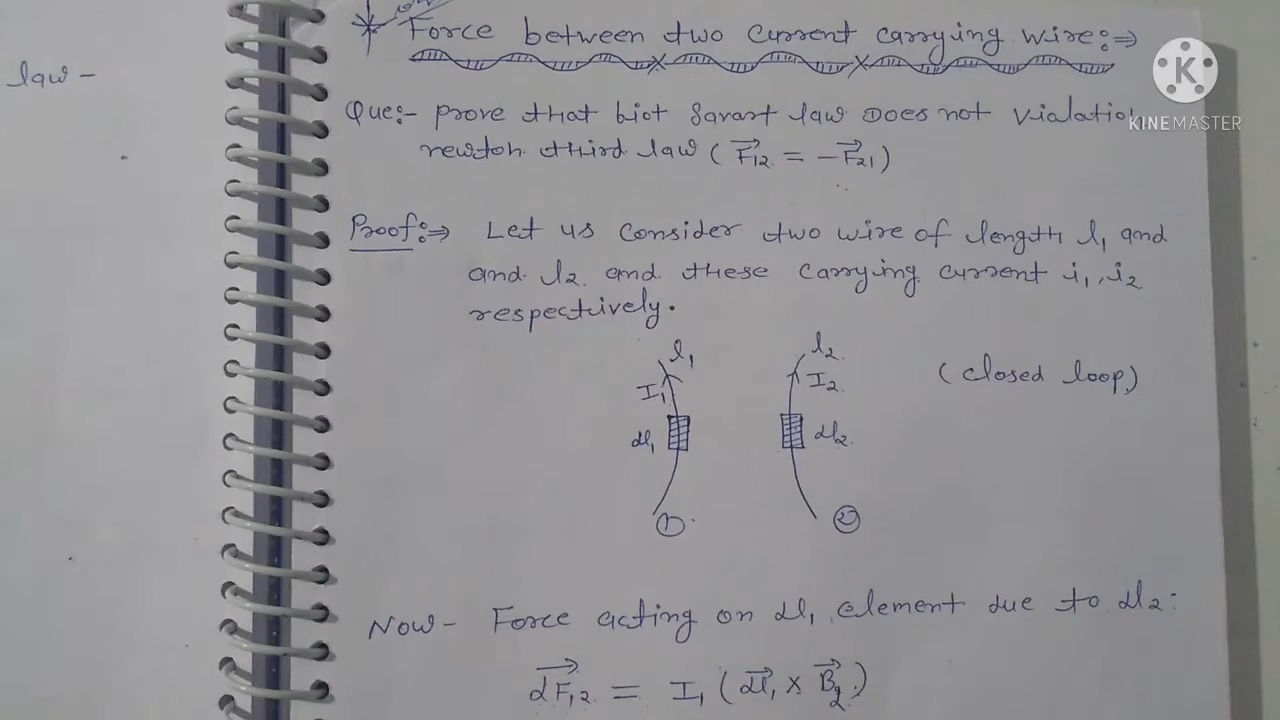 Force between two current carrying wire:⇒
law -
K
KINEMASTER
Que:- prove that biot savart law does not vialation
newton third law ( F⃗12 = -F⃗21 )
Proof:⇒ Let us consider two wire of length l1 and
and l2 and these carrying current i1, i2
respectively.
l1 l2
I1 I2 (closed loop)
dl1 dl2
① ②
Now - Force acting on dl1 element due to dl2:
dF⃗12 = I1 ( dl⃗1 × B⃗2 )